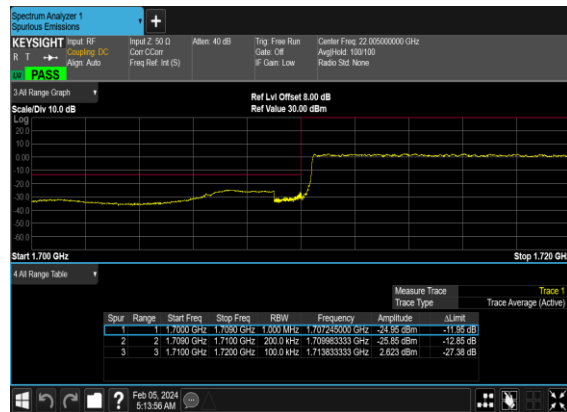 Spectrum Analyzer 1
Spurious Emissions
KEYSIGHT Input: RF Input Z: 50 Ω Atten: 40 dB Trig: Free Run Center Freq: 22.005000000 GHz
R T Coupling: DC Corr CCorr Gate: Off Avg|Hold: 100/100
Align: Auto Freq Ref: Int (S) IF Gain: Low Radio Std: None
PASS
3 All Range Graph
Ref Lvl Offset 8.00 dB
Scale/Div 10.0 dB Ref Value 30.00 dBm
Log
20.0
10.0
0.00
-10.0
-20.0
-30.0
-40.0
-50.0
-60.0
Start 1.700 GHz Stop 1.720 GH
4 All Range Table
Measure Trace Trace 1
Trace Type Trace Average (Active)
Spur Range Start Freq Stop Freq RBW Frequency Amplitude ΔLimit
1 1 1.7000 GHz 1.7090 GHz 1.000 MHz 1.707245000 GHz -24.95 dBm -11.95 dB
2 2 1.7090 GHz 1.7100 GHz 200.0 kHz 1.709983333 GHz -25.85 dBm -12.85 dB
3 3 1.7100 GHz 1.7200 GHz 100.0 kHz 1.713833333 GHz 2.623 dBm -27.38 dB
Feb 05, 2024
5:13:56 AM